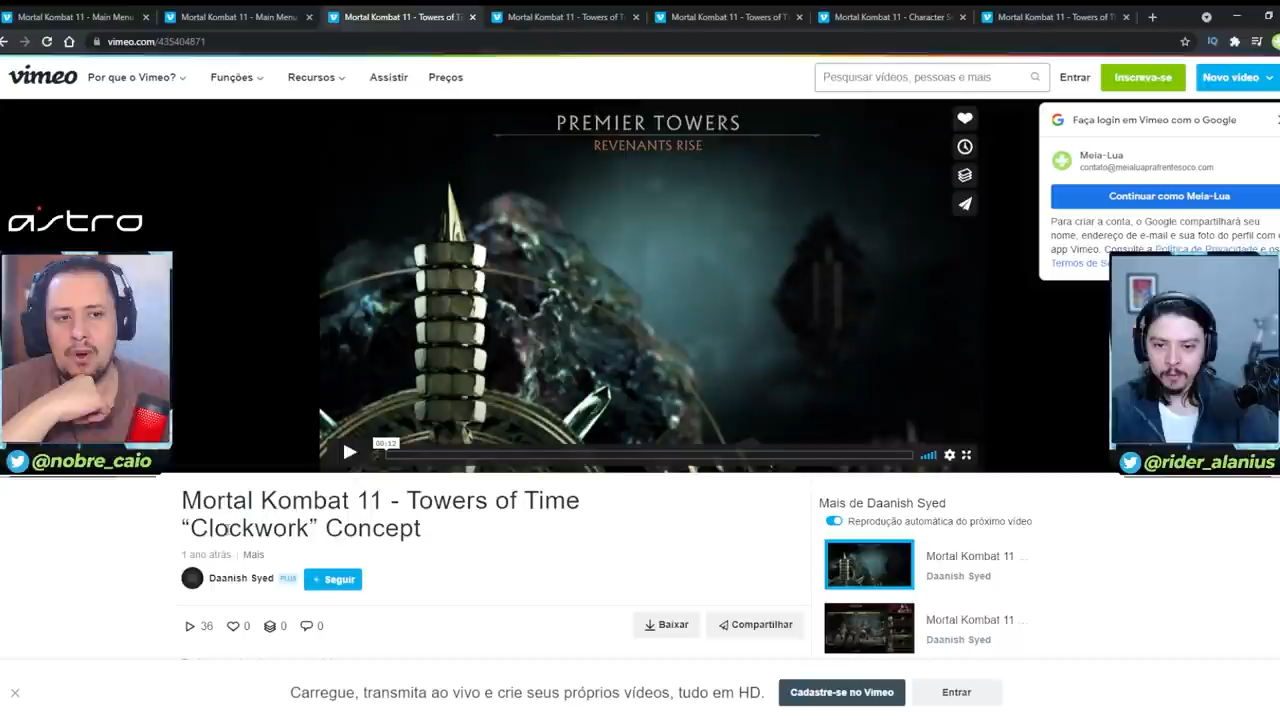 Mortal Kombat 11 - Main Menu
Mortal Kombat 11 - Main Menu
Mortal Kombat 11 - Towers of T
Mortal Kombat 11 - Towers of T
Mortal Kombat 11 - Towers of T
Mortal Kombat 11 - Character S
Mortal Kombat 11 - Towers of T
vimeo.com/435404871
IQ
vimeo
Por que o Vimeo?
Funções
Recursos
Assistir
Preços
Pesquisar vídeos, pessoas e mais
Entrar
Inscreva-se
Novo vídeo
PREMIER TOWERS
REVENANTS RISE
Faça login em Vimeo com o Google
Meia-Lua
contato@meialuaprafrentesoco.com
Continuar como Meia-Lua
Para criar a conta, o Google compartilhará seu
nome, endereço de e-mail e sua foto do perfil com
app Vimeo. Consulte a Política de Privacidade e os
Termos de
astro
00:12
@nobre_caio
@rider_alanius
Mortal Kombat 11 - Towers of Time
“Clockwork” Concept
1 ano atrás
Mais
Daanish Syed PLUS
+ Seguir
36
0
0
0
Baixar
Compartilhar
Mais de Daanish Syed
Reprodução automática do próximo vídeo
Mortal Kombat 11 ...
Daanish Syed
Mortal Kombat 11 ...
Daanish Syed
Carregue, transmita ao vivo e crie seus próprios vídeos, tudo em HD.
Cadastre-se no Vimeo
Entrar